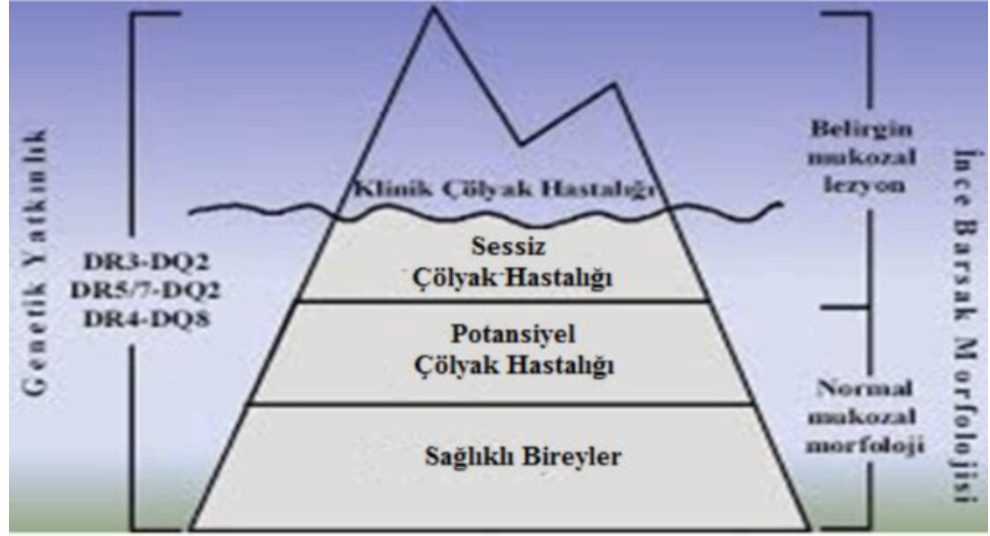 Genetik Yatkınlık
DR3-DQ2
DR5/7-DQ2
DR4-DQ8
Klinik Çölyak Hastalığı
Sessiz
Çölyak Hastalığı
Potansiyel
Çölyak Hastalığı
Sağlıklı Bireyler
Belirgin
mukozal
lezyon
Normal
mukozal
morfoloji
İnce Barsak Morfolojisi